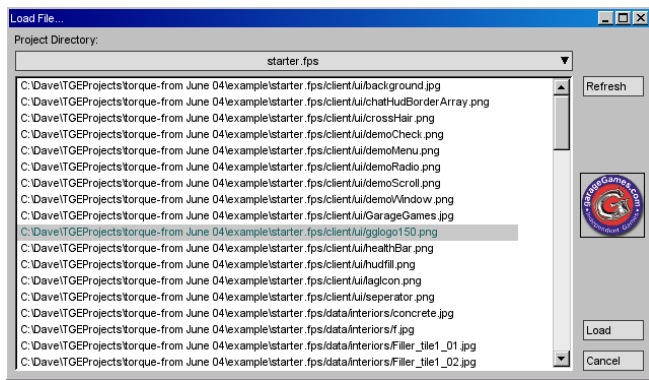 Load File...
Project Directory:
starter.fps
C:\Dave\TGEProjects\torque-from June 04\example\starter.fps/client/ui/background.jpg
C:\Dave\TGEProjects\torque-from June 04\example\starter.fps/client/ui/chatHudBorderArray.png
C:\Dave\TGEProjects\torque-from June 04\example\starter.fps/client/ui/crossHair.png
C:\Dave\TGEProjects\torque-from June 04\example\starter.fps/client/ui/demoCheck.png
C:\Dave\TGEProjects\torque-from June 04\example\starter.fps/client/ui/demoMenu.png
C:\Dave\TGEProjects\torque-from June 04\example\starter.fps/client/ui/demoRadio.png
C:\Dave\TGEProjects\torque-from June 04\example\starter.fps/client/ui/demoScroll.png
C:\Dave\TGEProjects\torque-from June 04\example\starter.fps/client/ui/demoWindow.png
C:\Dave\TGEProjects\torque-from June 04\example\starter.fps/client/ui/GarageGames.jpg
C:\Dave\TGEProjects\torque-from June 04\example\starter.fps/client/ui/gglogo150.png
C:\Dave\TGEProjects\torque-from June 04\example\starter.fps/client/ui/healthBar.png
C:\Dave\TGEProjects\torque-from June 04\example\starter.fps/client/ui/hudfill.png
C:\Dave\TGEProjects\torque-from June 04\example\starter.fps/client/ui/lagIcon.png
C:\Dave\TGEProjects\torque-from June 04\example\starter.fps/client/ui/seperator.png
C:\Dave\TGEProjects\torque-from June 04\example\starter.fps/data/interiors/concrete.jpg
C:\Dave\TGEProjects\torque-from June 04\example\starter.fps/data/interiors/f.jpg
C:\Dave\TGEProjects\torque-from June 04\example\starter.fps/data/interiors/Filler_tile1_01.jpg
C:\Dave\TGEProjects\torque-from June 04\example\starter.fps/data/interiors/Filler_tile1_02.jpg
Refresh
garageGames.com
G
Independent Games
Load
Cancel